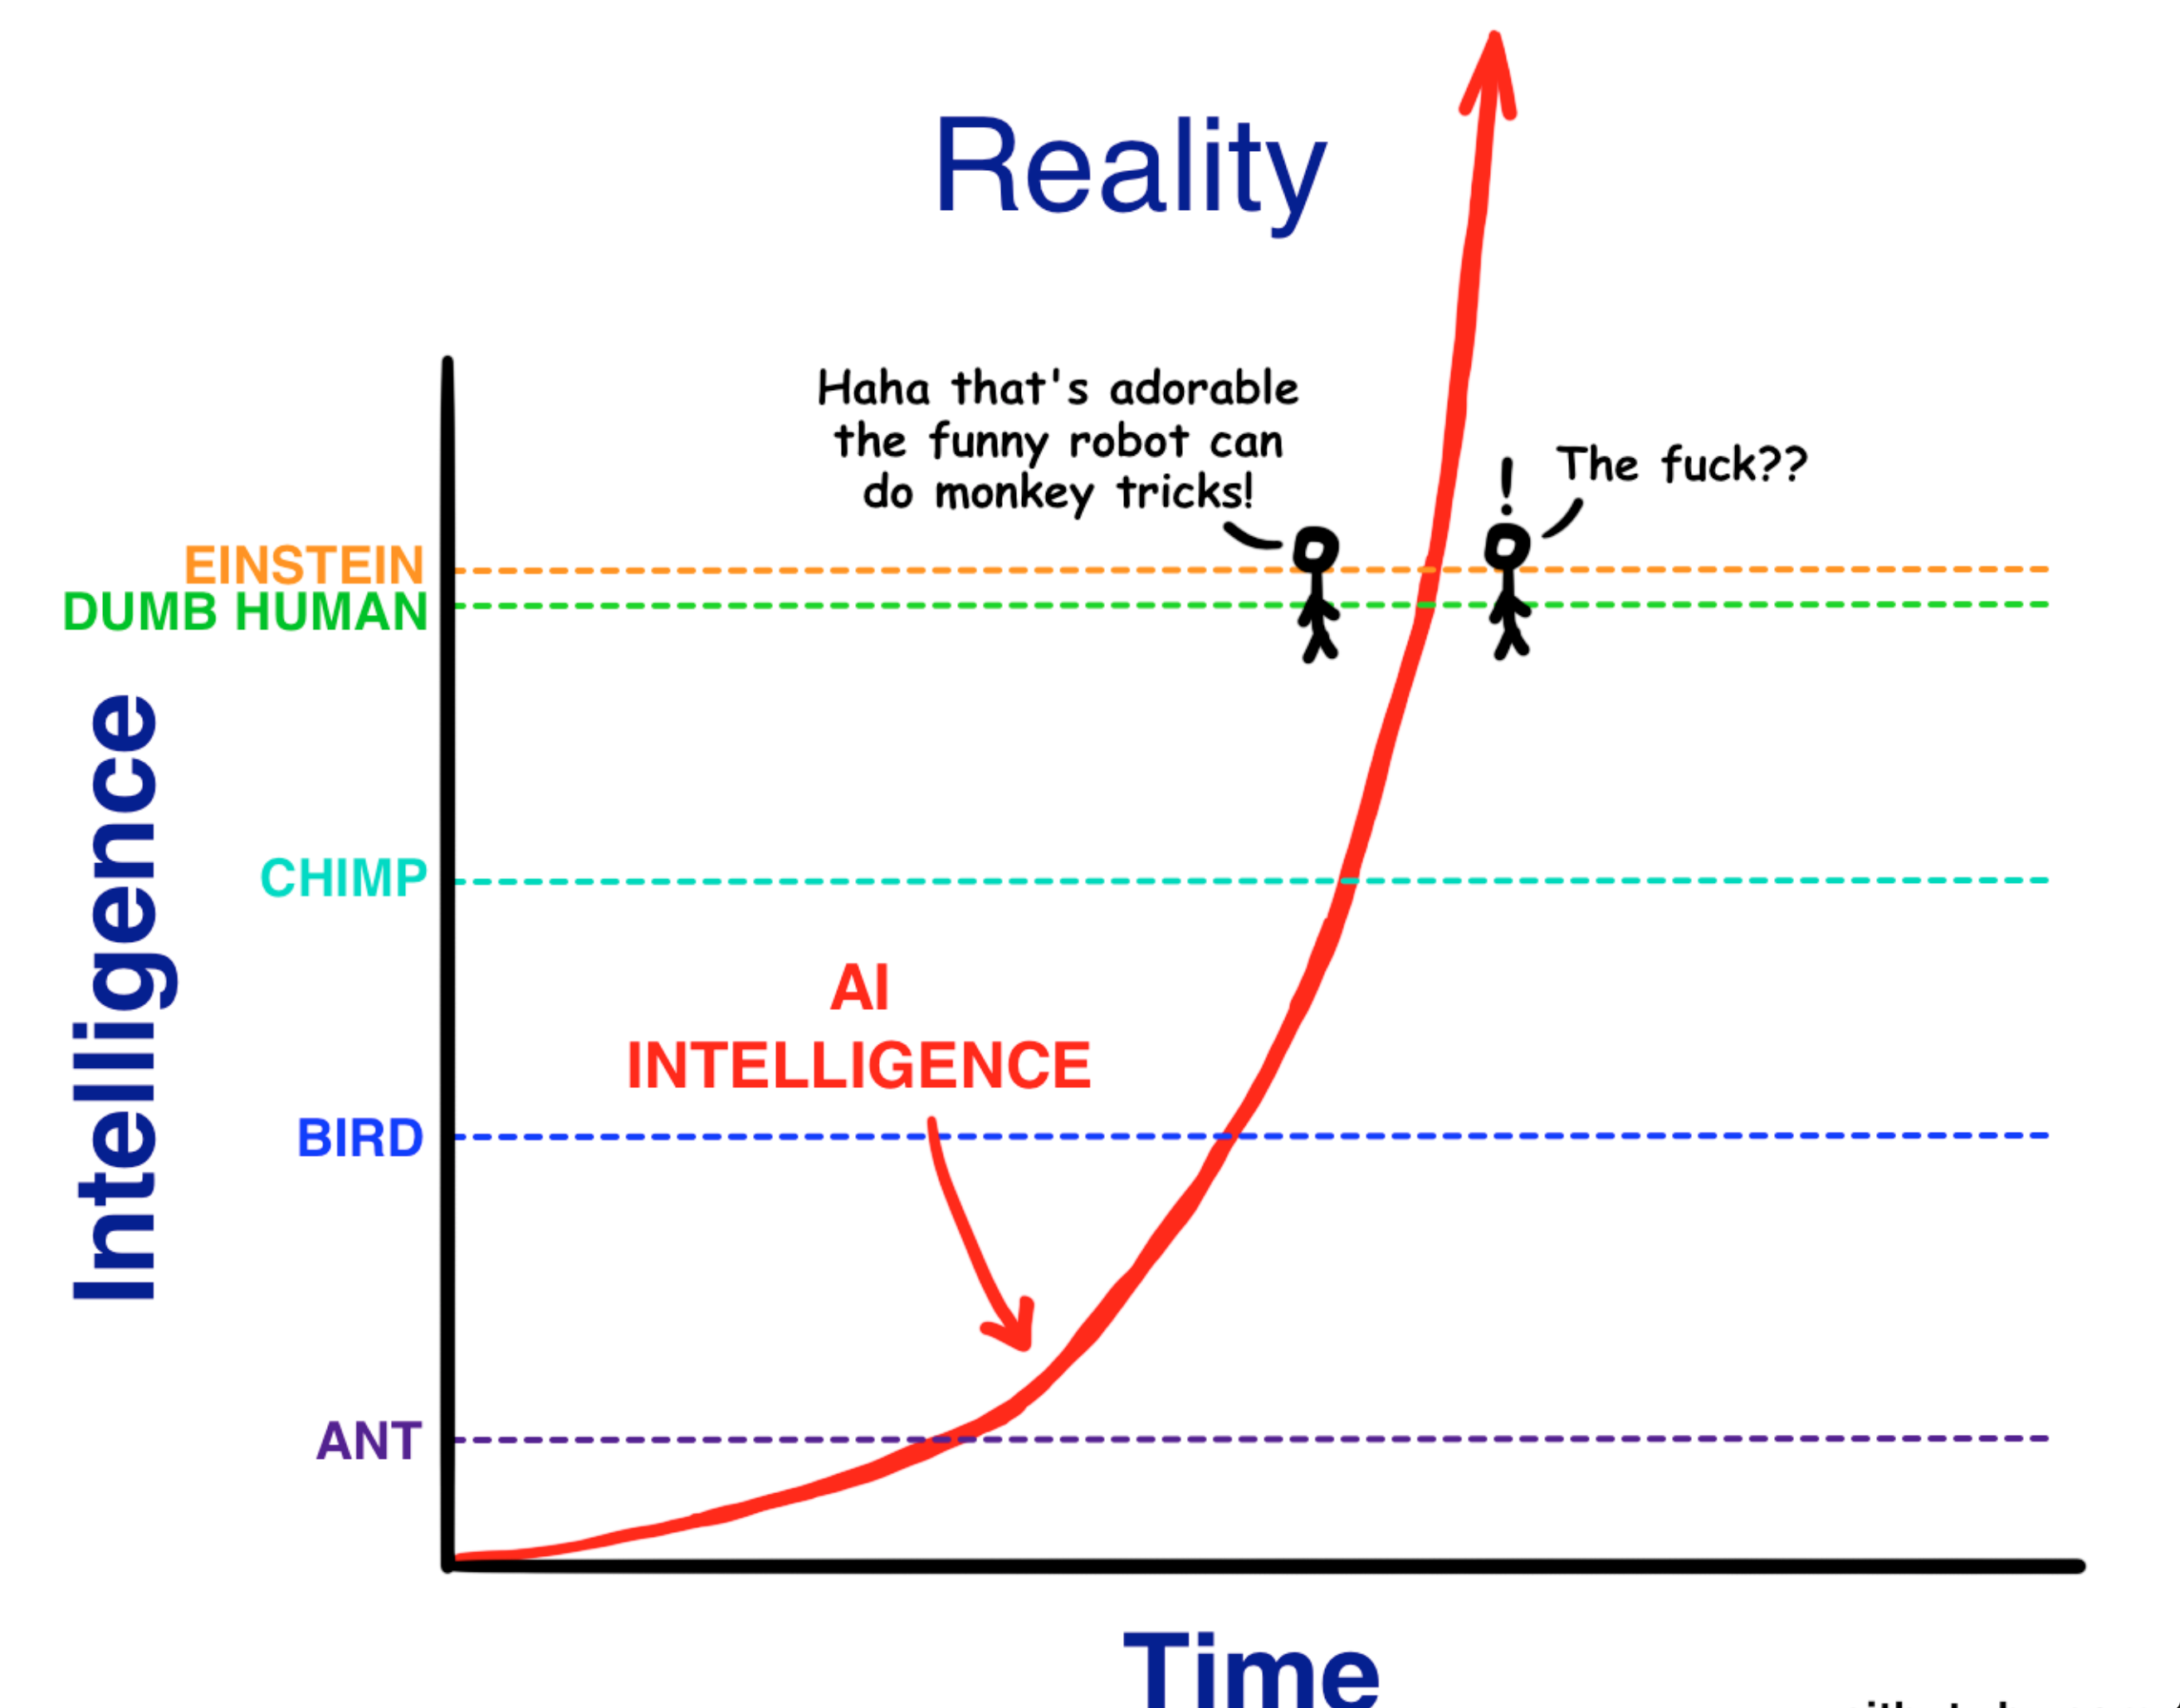 Reality
Haha that's adorable
the funny robot can
do monkey tricks!
!
The fuck??
EINSTEIN
DUMB HUMAN
Intelligence
CHIMP
AI
INTELLIGENCE
BIRD
ANT
Time